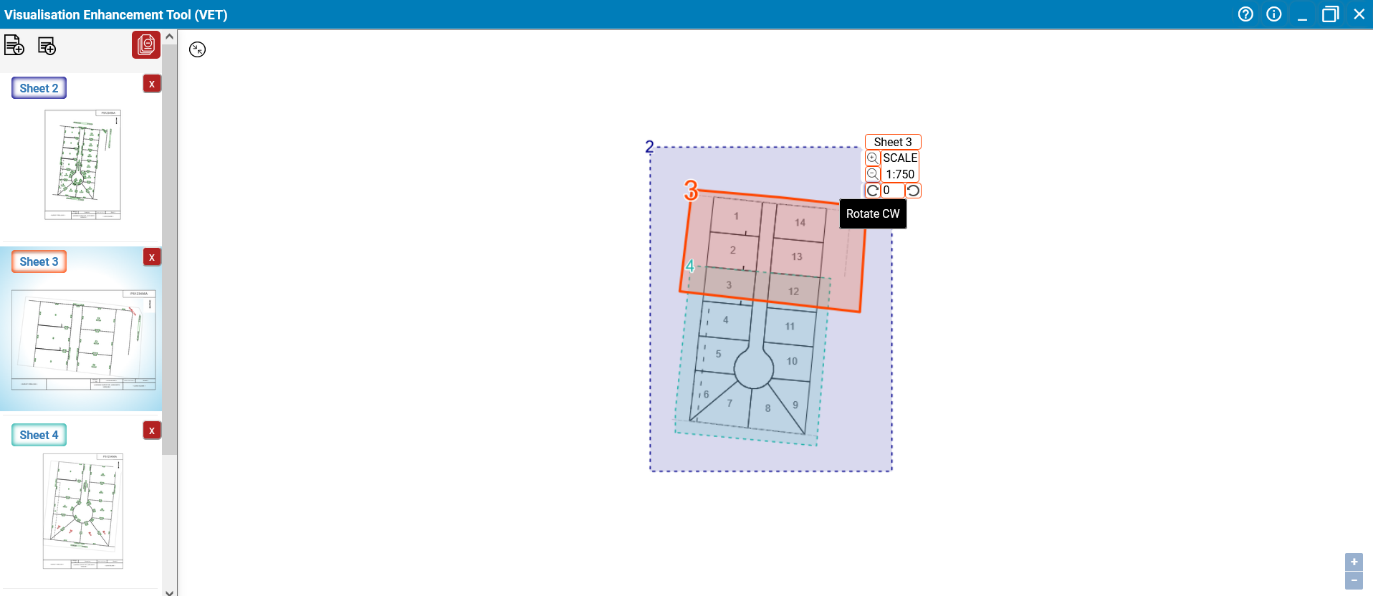 Visualisation Enhancement Tool (VET)
Sheet 2
x
Sheet 3
x
Sheet 4
x
2
Sheet 3
SCALE
1:750
0
Rotate CW
3
1
14
2
13
4
3
12
4
11
5
10
6
7
8
9
+
-